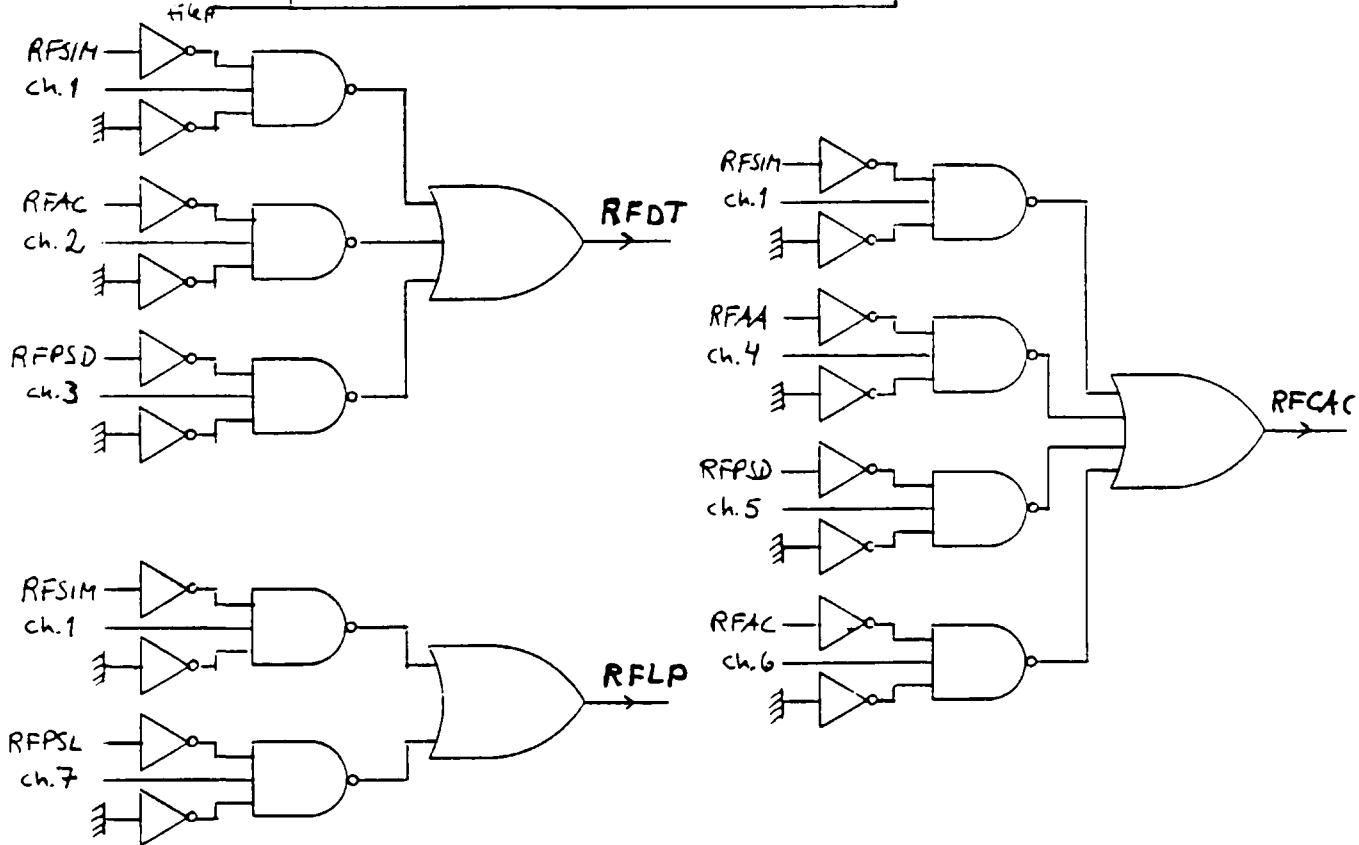 RFSIM
ch.1
RFAC
ch.2
RFPSD
ch.3
RFDT
RFSIM
ch.1
RFPSL
ch.7
RFLP
RFSIM
ch.1
RFAA
ch.4
RFPSD
ch.5
RFAC
ch.6
RFCAC